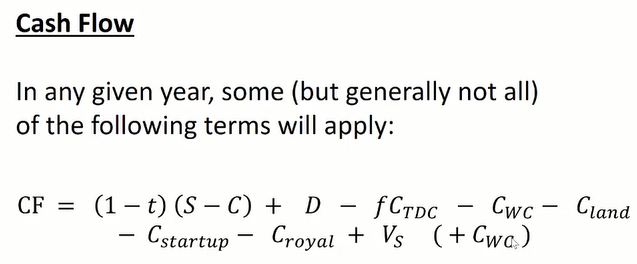 Cash Flow
In any given year, some (but generally not all)
of the following terms will apply:
CF = (1 − t) (S − C) + D − fC_TDC − C_WC − C_land
− C_startup − C_royal + V_S (+ C_WC)